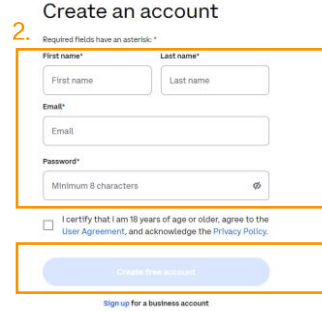 Create an account
2.
Required fields have an asterisk: *
First name* Last name*
First name Last name
Email*
Email
Password*
Minimum 8 characters
I certify that I am 18 years of age or older, agree to the
User Agreement, and acknowledge the Privacy Policy.
Create free account
Sign up for a business account